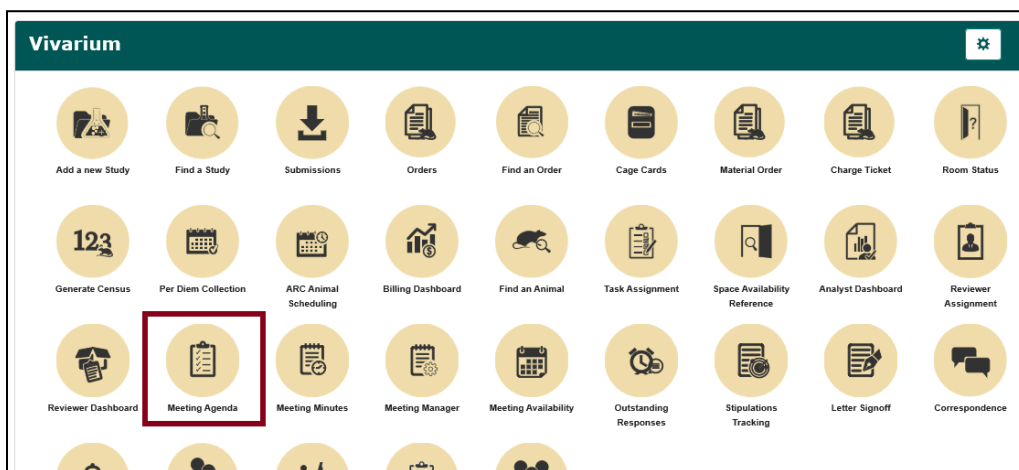 Vivarium
Add a new Study
Find a Study
Submissions
Orders
Find an Order
Cage Cards
Material Order
Charge Ticket
?
Room Status
123
Generate Census
Per Diem Collection
ARC Animal
Scheduling
Billing Dashboard
Find an Animal
Task Assignment
Space Availability
Reference
Analyst Dashboard
Reviewer
Assignment
Reviewer Dashboard
Meeting Agenda
Meeting Minutes
Meeting Manager
Meeting Availability
Outstanding
Responses
Stipulations
Tracking
Letter Signoff
Correspondence